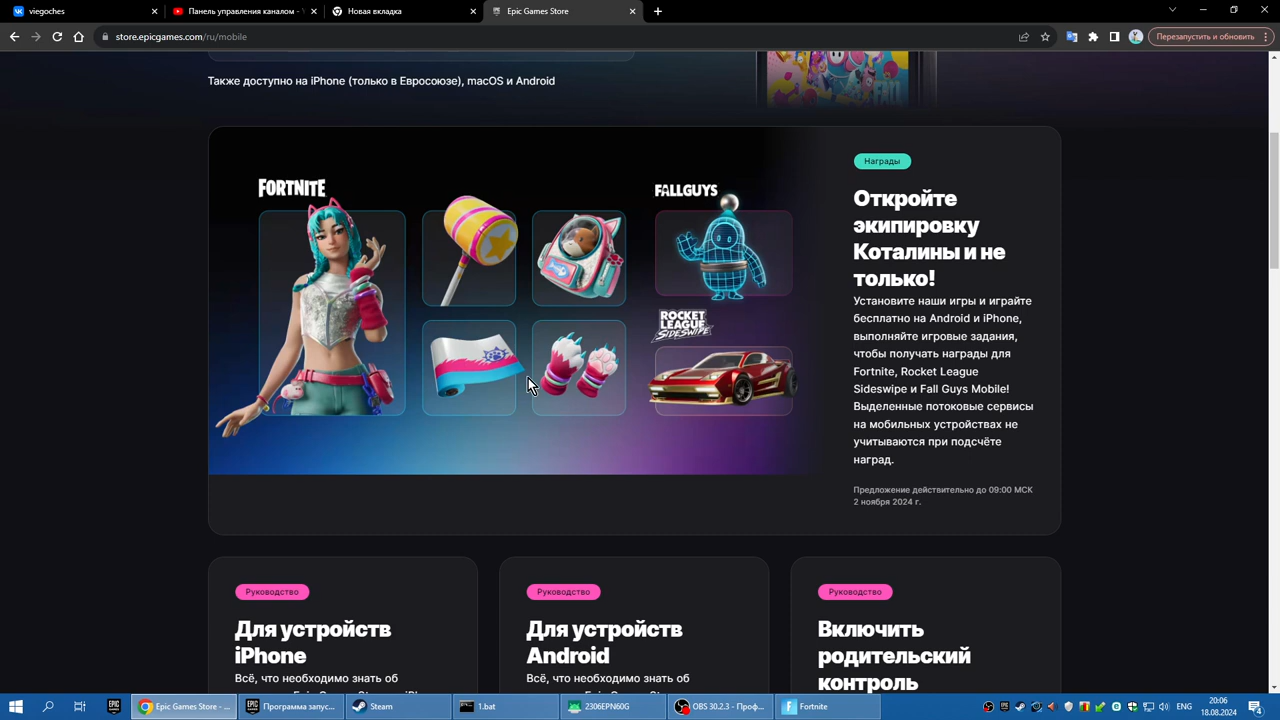 viegoches
Панель управления каналом -
Новая вкладка
Epic Games Store
store.epicgames.com/ru/mobile
Перезапустить и обновить
Также доступно на iPhone (только в Евросоюзе), macOS и Android
FORTNITE
FALL GUYS
ROCKET
LEAGUE
SIDESWIPE
Награды
Откройте
экипировку
Коталины и не
только!
Установите наши игры и играйте
бесплатно на Android и iPhone,
выполняйте игровые задания,
чтобы получать награды для
Fortnite, Rocket League
Sideswipe и Fall Guys Mobile!
Выделенные потоковые сервисы
на мобильных устройствах не
учитываются при подсчёте
наград.
Предложение действительно до 09:00 МСК
2 ноября 2024 г.
Руководство
Для устройств
iPhone
Всё, что необходимо знать об
Руководство
Для устройств
Android
Всё, что необходимо знать об
Руководство
Включить
родительский
контроль
Epic Games Store - ...
Программа запус...
Steam
1.bat
2306EPN60G
OBS 30.2.3 - Проф...
Fortnite
ENG
20:06
18.08.2024